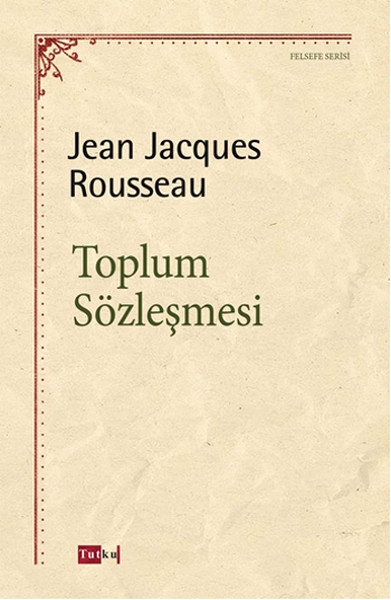 FELSEFE SERİSİ
Jean Jacques
Rousseau
Toplum
Sözleşmesi
Tutku